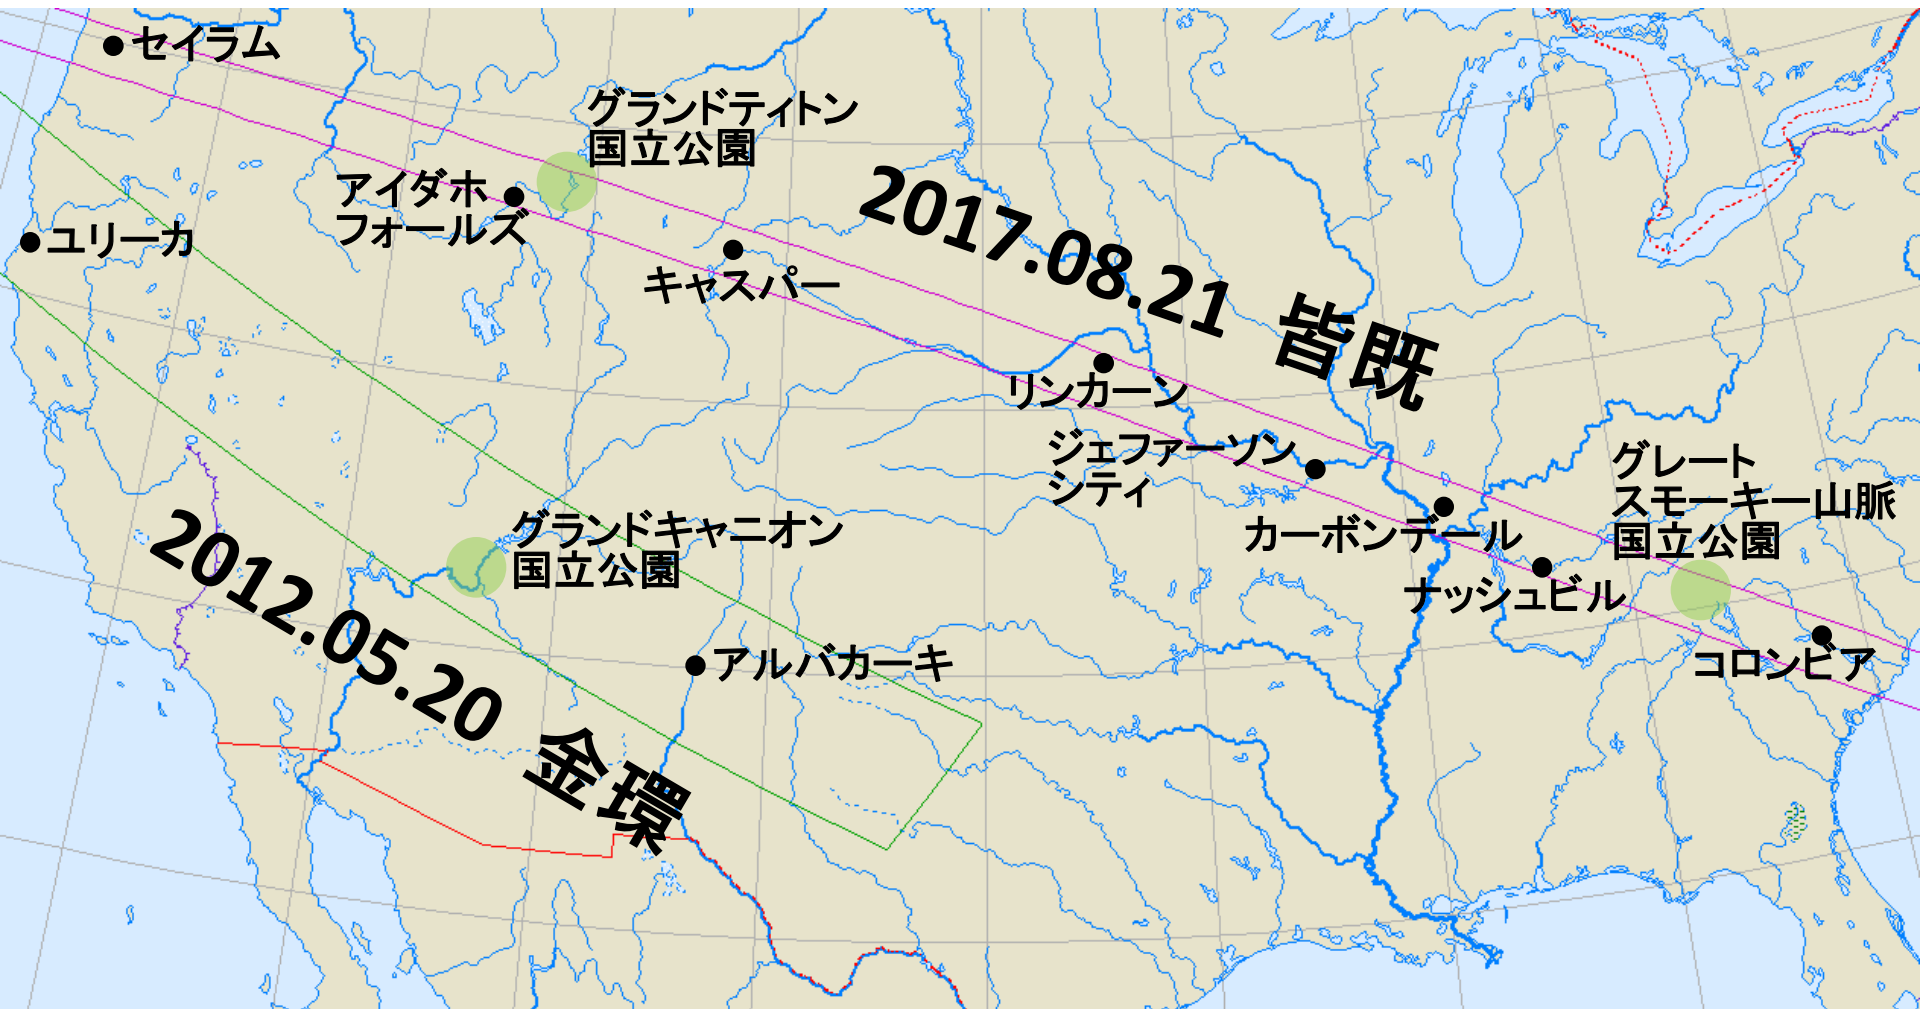 セイラム
グランドティトン
国立公園
アイダホ
フォールズ
ユリーカ
キャスパー
2017.08.21 皆既
リンカーン
ジェファーソン
シティ
カーボンデール
グレート
スモーキー山脈
国立公園
ナッシュビル
コロンビア
グランドキャニオン
国立公園
2012.05.20 金環
アルバカーキ